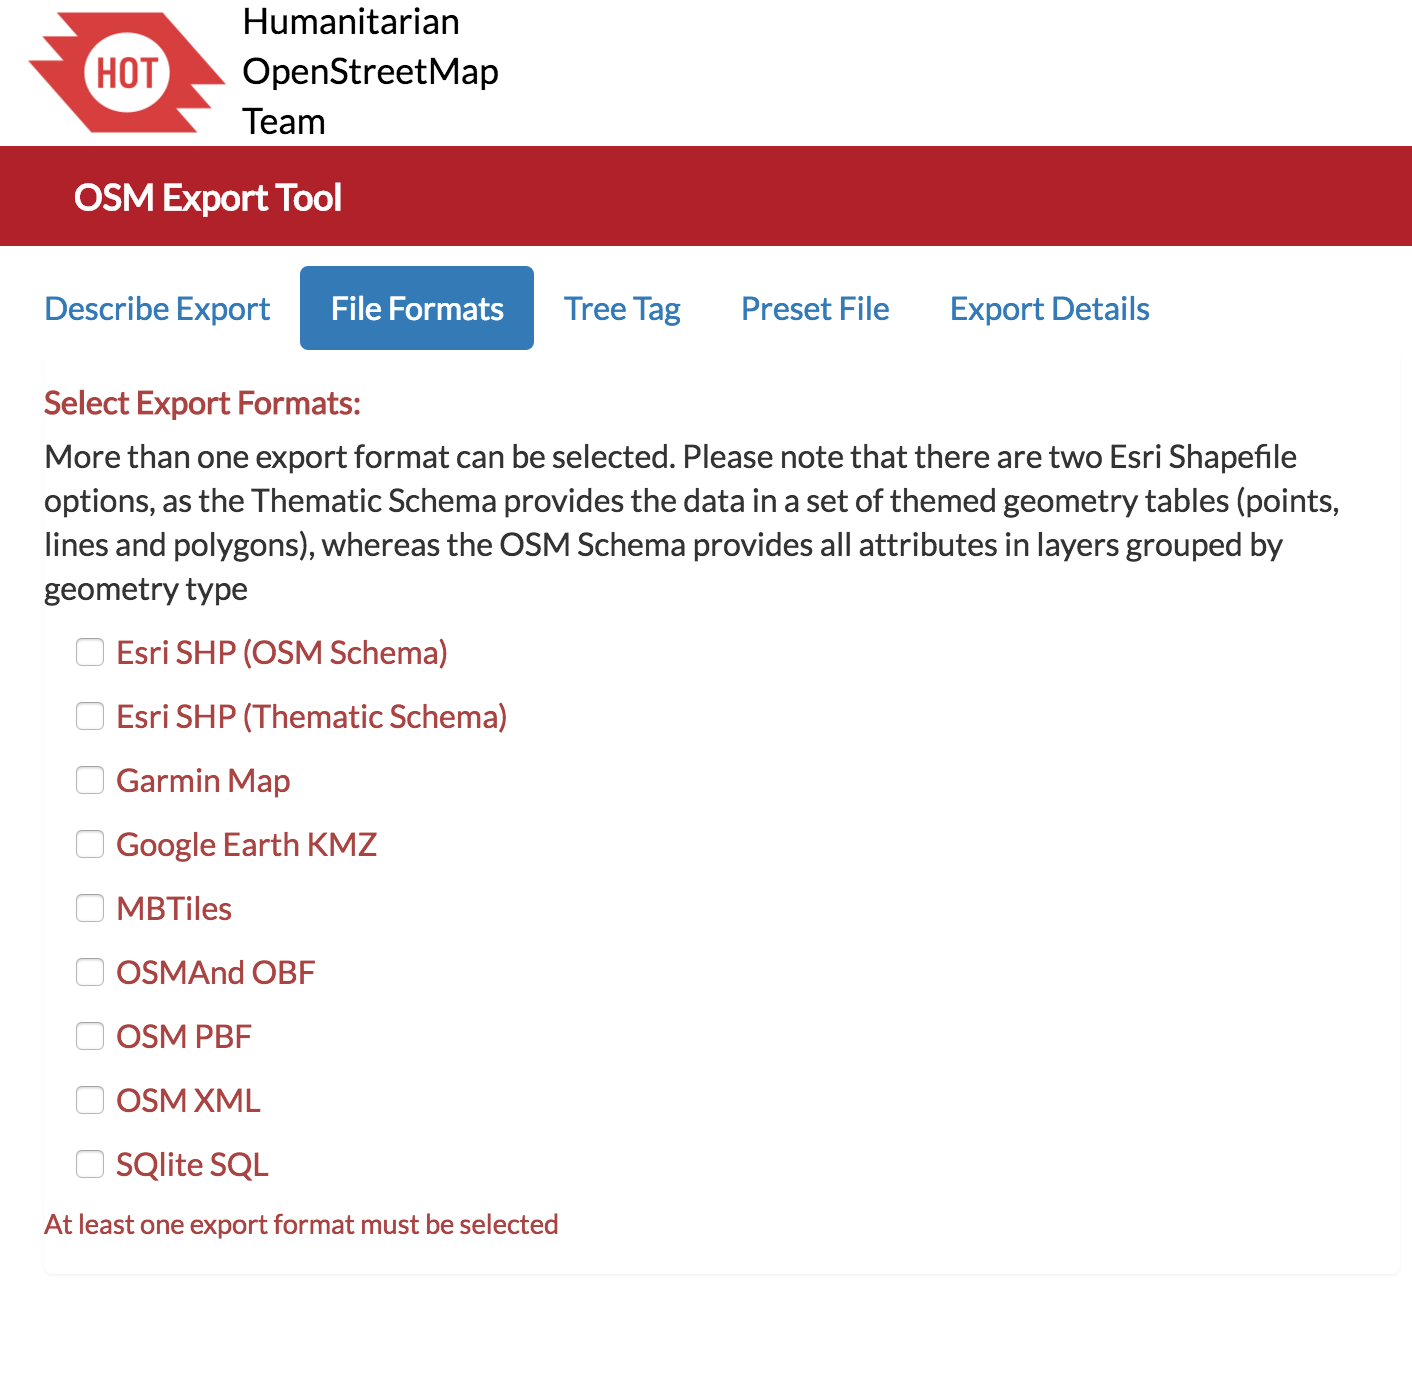 HOT
Humanitarian
OpenStreetMap
Team
OSM Export Tool
Describe Export
File Formats
Tree Tag
Preset File
Export Details
Select Export Formats:
More than one export format can be selected. Please note that there are two Esri Shapefile
options, as the Thematic Schema provides the data in a set of themed geometry tables (points,
lines and polygons), whereas the OSM Schema provides all attributes in layers grouped by
geometry type
Esri SHP (OSM Schema)
Esri SHP (Thematic Schema)
Garmin Map
Google Earth KMZ
MBTiles
OSMAnd OBF
OSM PBF
OSM XML
SQlite SQL
At least one export format must be selected